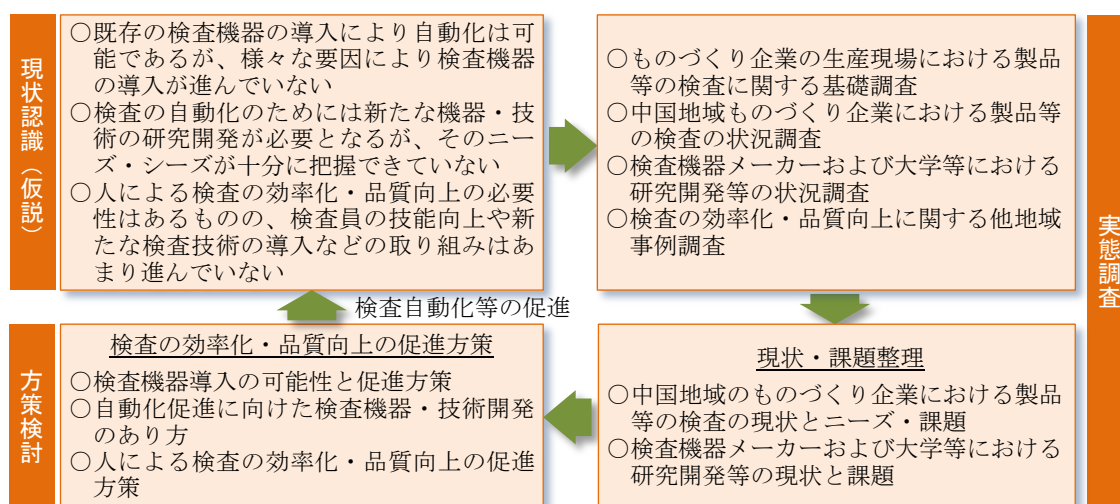 現状認識（仮説）
○既存の検査機器の導入により自動化は可
能であるが、様々な要因により検査機器
の導入が進んでいない
○検査の自動化のためには新たな機器・技
術の研究開発が必要となるが、そのニー
ズ・シーズが十分に把握できていない
○人による検査の効率化・品質向上の必要
性はあるものの、検査員の技能向上や新
たな検査技術の導入などの取り組みはあ
まり進んでいない
○ものづくり企業の生産現場における製品
等の検査に関する基礎調査
○中国地域ものづくり企業における製品等
の検査の状況調査
○検査機器メーカーおよび大学等における
研究開発等の状況調査
○検査の効率化・品質向上に関する他地域
事例調査
実態調査
検査自動化等の促進
現状・課題整理
○中国地域のものづくり企業における製品
等の検査の現状とニーズ・課題
○検査機器メーカーおよび大学等における
研究開発等の現状と課題
方策検討
検査の効率化・品質向上の促進方策
○検査機器導入の可能性と促進方策
○自動化促進に向けた検査機器・技術開発
のあり方
○人による検査の効率化・品質向上の促進
方策